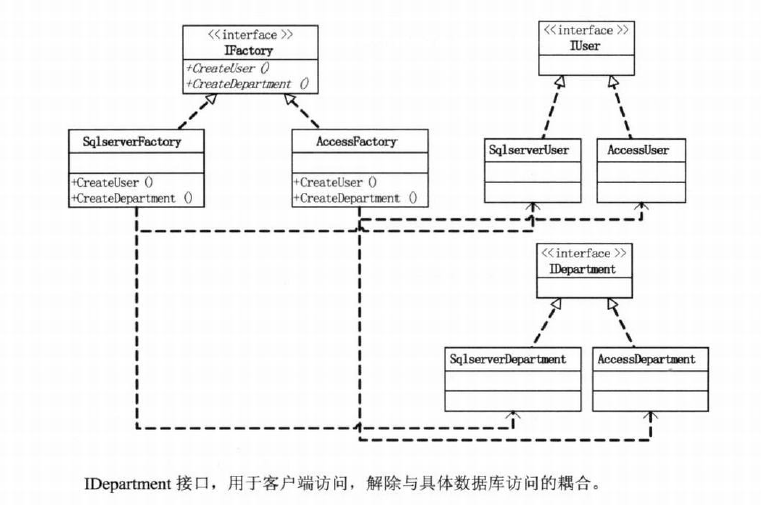 <<interface >>
IFactory
+CreateUser ()
+CreateDepartment ()
<<interface >>
IUser
SqlserverFactory
+CreateUser ()
+CreateDepartment ()
AccessFactory
+CreateUser ()
+CreateDepartment ()
SqlserverUser
AccessUser
<<interface >>
IDepartment
SqlserverDepartment
AccessDepartment
IDepartment 接口，用于客户端访问，解除与具体数据库访问的耦合。